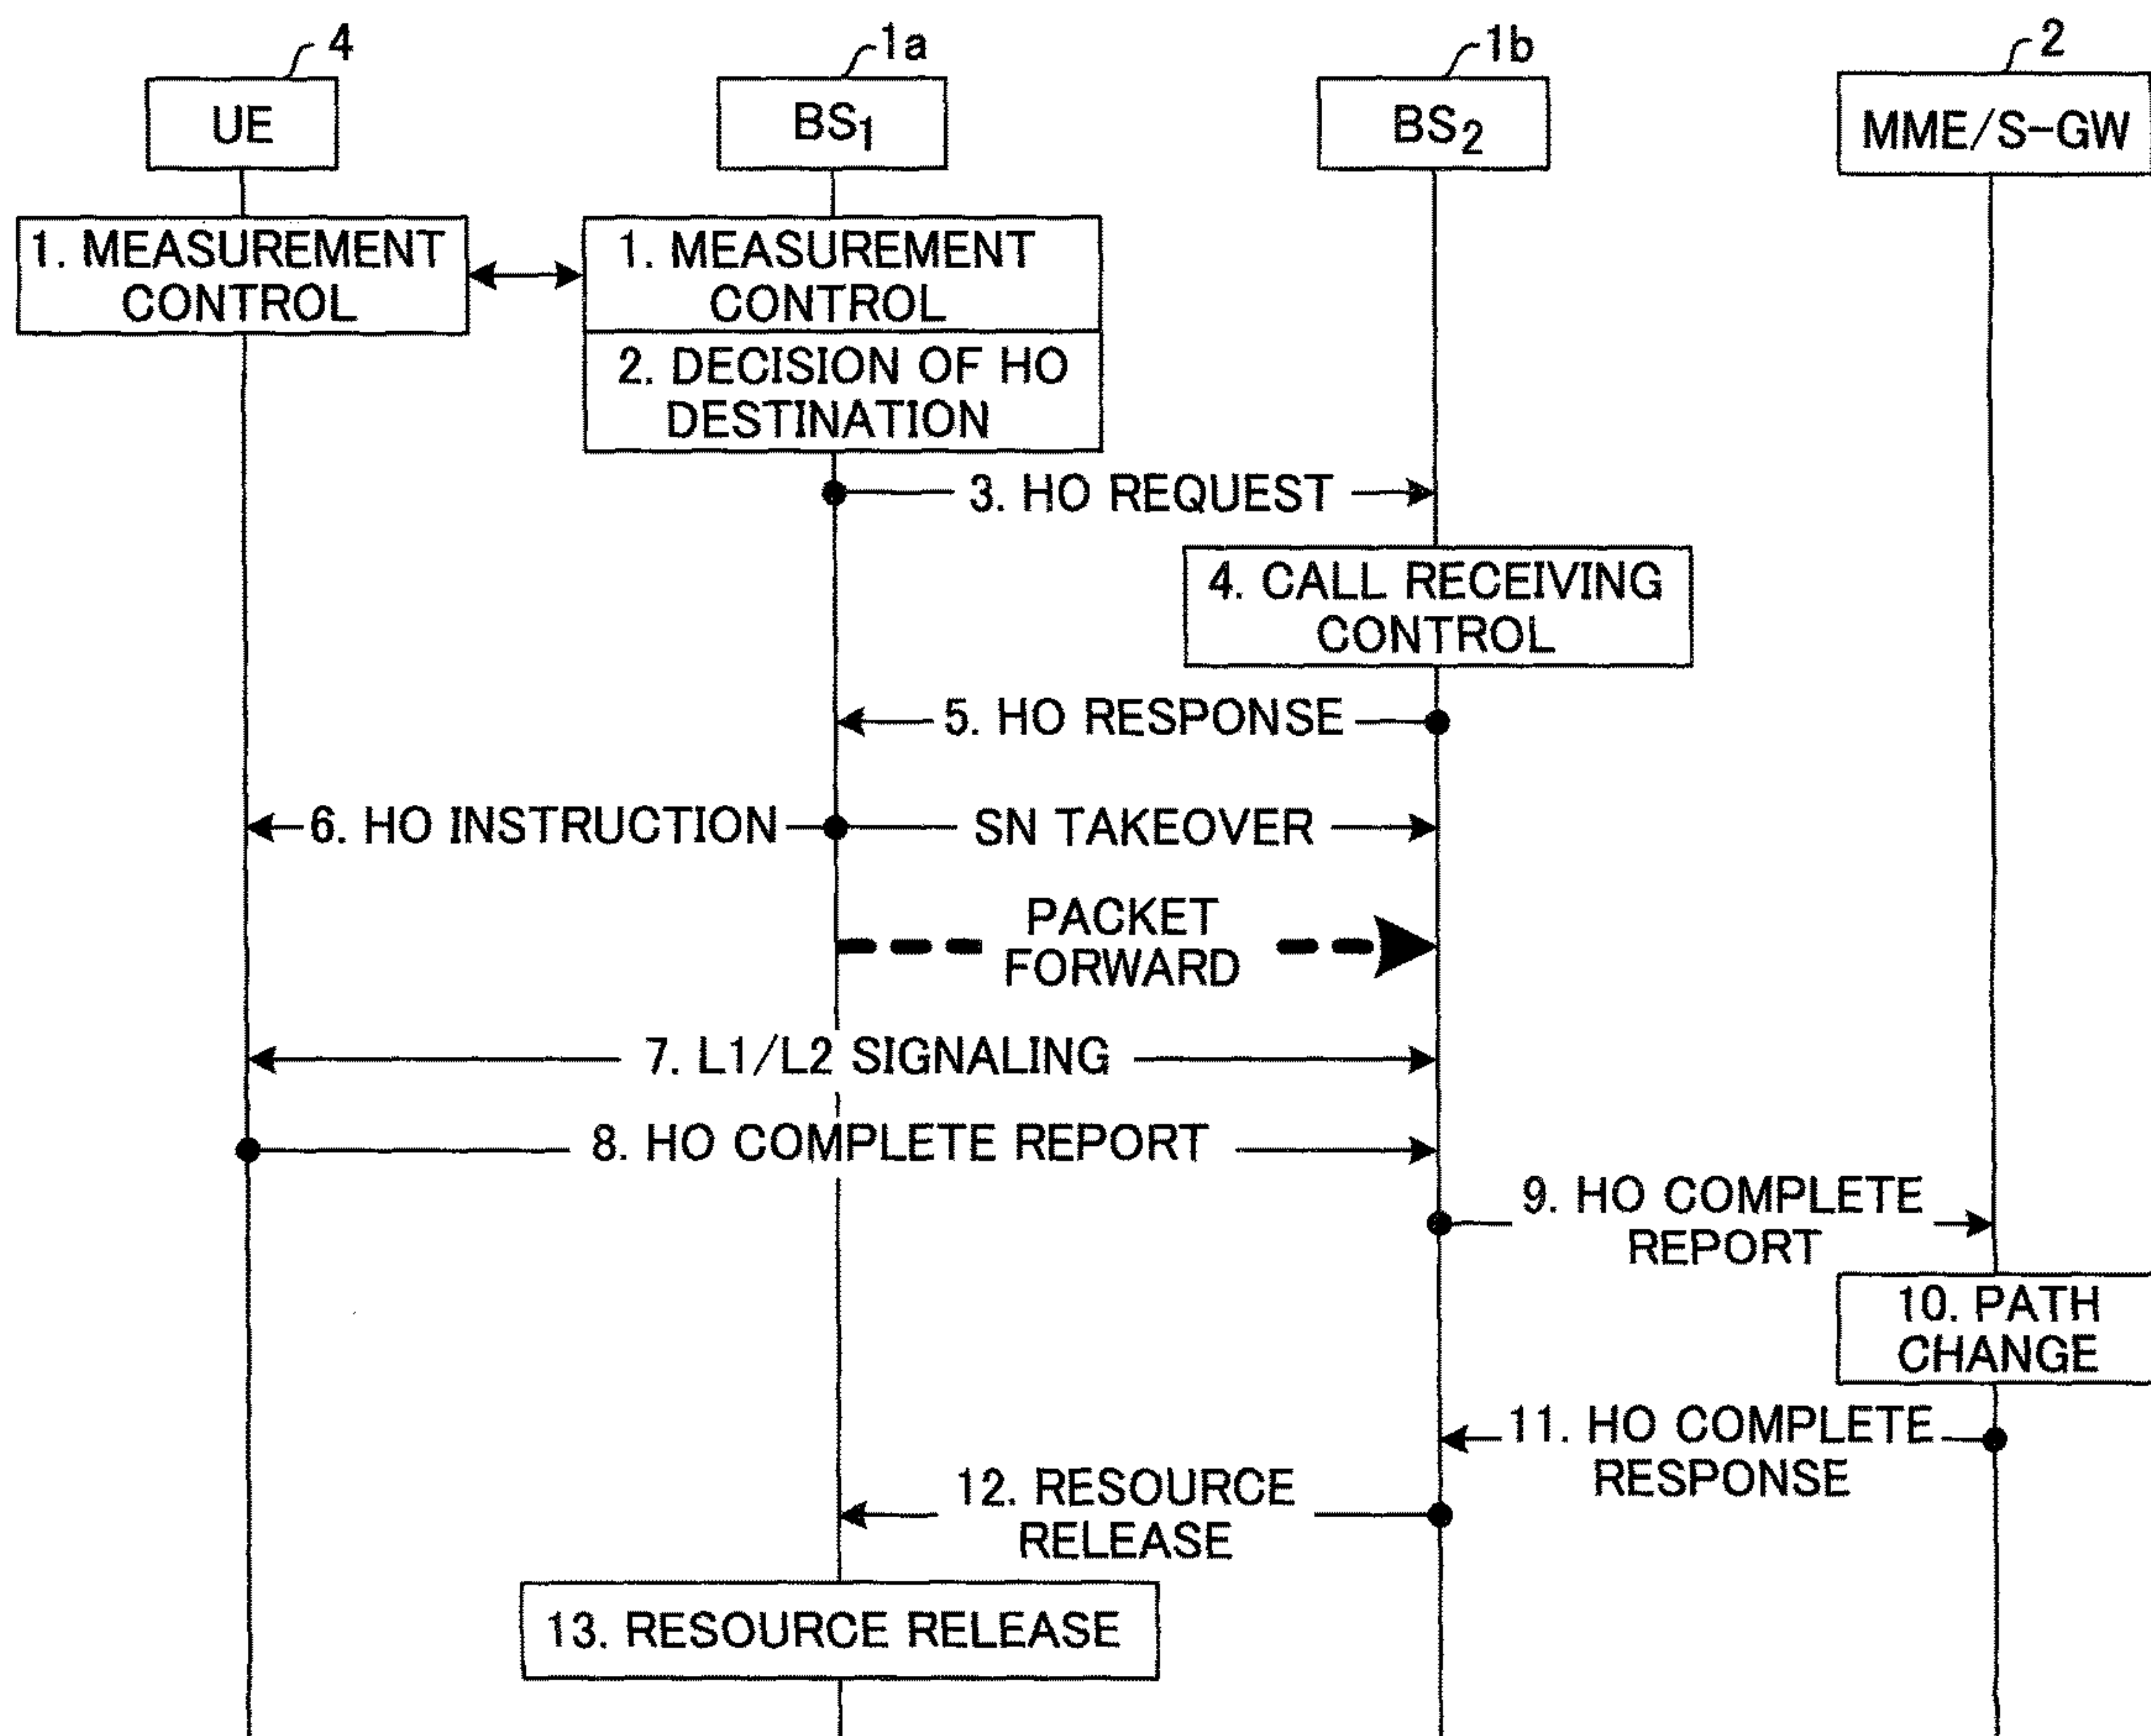 4
1a
1b
2
UE
BS1
BS2
MME/S-GW
1. MEASUREMENT
CONTROL
1. MEASUREMENT
CONTROL
2. DECISION OF HO
DESTINATION
3. HO REQUEST
4. CALL RECEIVING
CONTROL
5. HO RESPONSE
6. HO INSTRUCTION
SN TAKEOVER
PACKET
FORWARD
7. L1/L2 SIGNALING
8. HO COMPLETE REPORT
9. HO COMPLETE
REPORT
10. PATH
CHANGE
11. HO COMPLETE
RESPONSE
12. RESOURCE
RELEASE
13. RESOURCE RELEASE